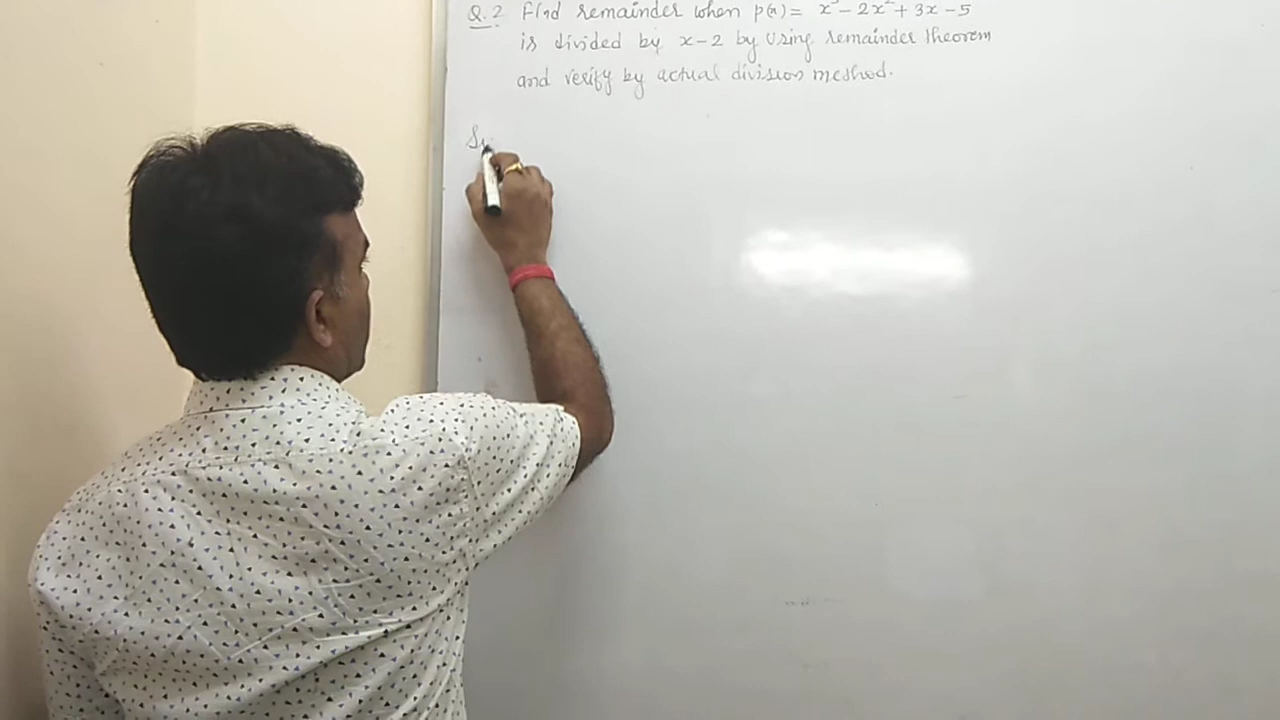 Q.2 Find remainder when p(x) = x³ - 2x² + 3x - 5
is divided by x-2 by using remainder theorem
and verify by actual division method.